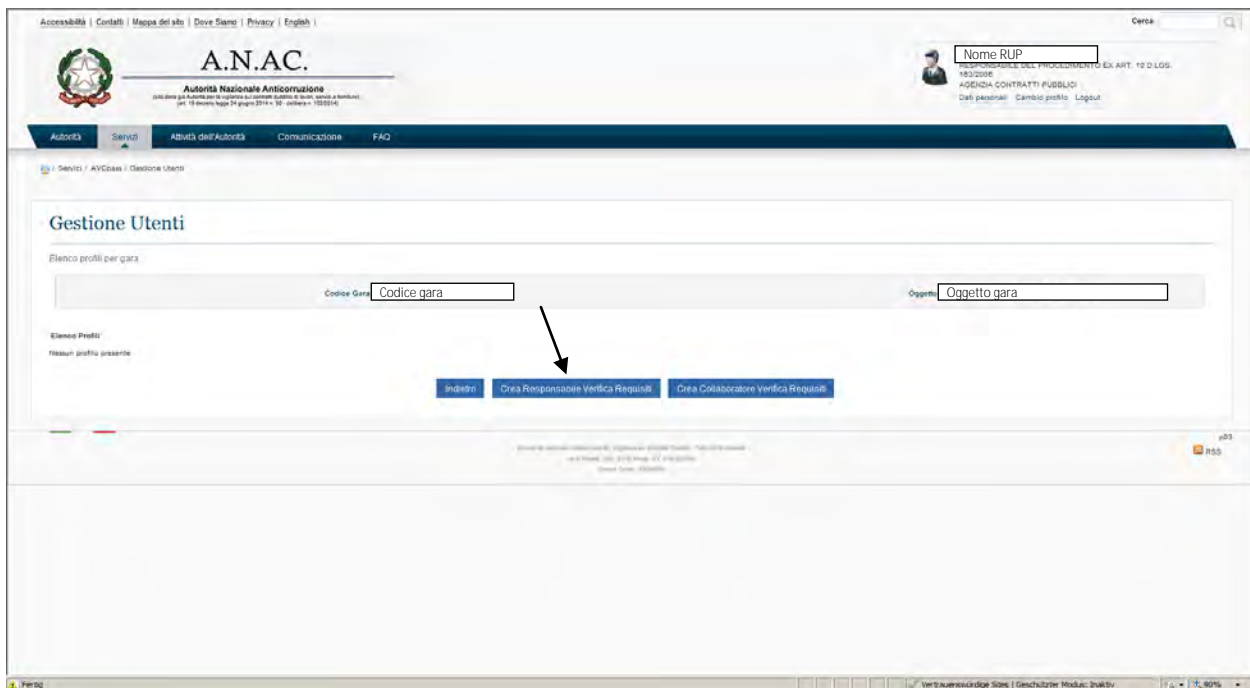 Accessibilità | Contatti | Mappa del sito | Dove Siamo | Privacy | English |
Cerca
A.N.AC.
Autorità Nazionale Anticorruzione
Nome RUP
RESPONSABILE DEL PROCEDIMENTO EX ART. 10 D.LGS.
163/2006
AGENZIA CONTRATTI PUBBLICI
Dati personali Cambio profilo Logout
Autorità Servizi Attività dell'Autorità Comunicazione FAQ
/ Servizi / AVCpass / Gestione Utenti
Gestione Utenti
Elenco profili per gara
Codice Gara Codice gara
Oggetto Oggetto gara
Elenco Profili
Nessun profilo presente
Indietro Crea Responsabile Verifica Requisiti Crea Collaboratore Verifica Requisiti
p03
RSS
Fertig
Vertrauenswürdige Sites | Geschützter Modus: Inaktiv
90%